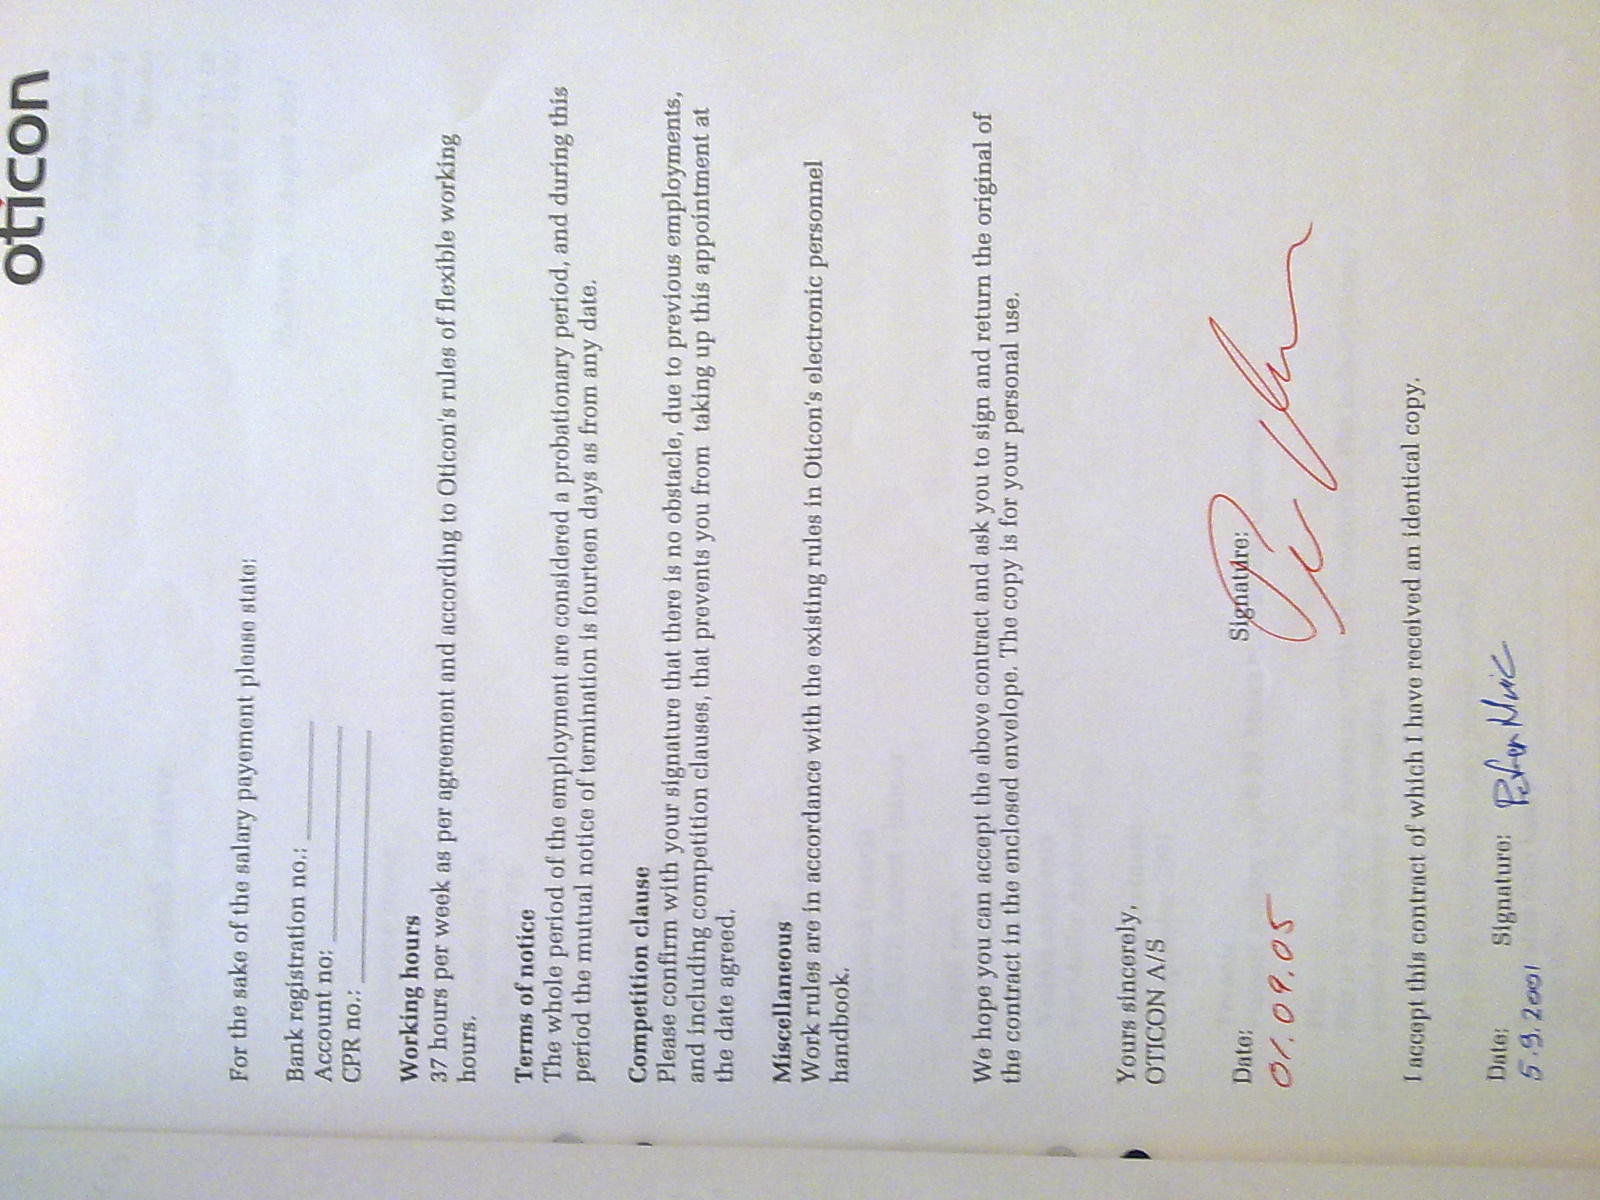 oticon
For the sake of the salary payement please state:
Bank registration no.:
Account no:
CPR no.:
Working hours
37 hours per week as per agreement and according to Oticon's rules of flexible working
hours.
Terms of notice
The whole period of the employment are considered a probationary period, and during this
period the mutual notice of termination is fourteen days as from any date.
Competition clause
Please confirm with your signature that there is no obstacle, due to previous employments,
and including competition clauses, that prevents you from taking up this appointment at
the date agreed.
Miscellaneous
Work rules are in accordance with the existing rules in Oticon's electronic personnel
handbook.
We hope you can accept the above contract and ask you to sign and return the original of
the contract in the enclosed envelope. The copy is for your personal use.
Yours sincerely,
OTICON A/S
Date: Signature:
01.09.05
I accept this contract of which I have received an identical copy.
Date: Signature:
5.9.2001